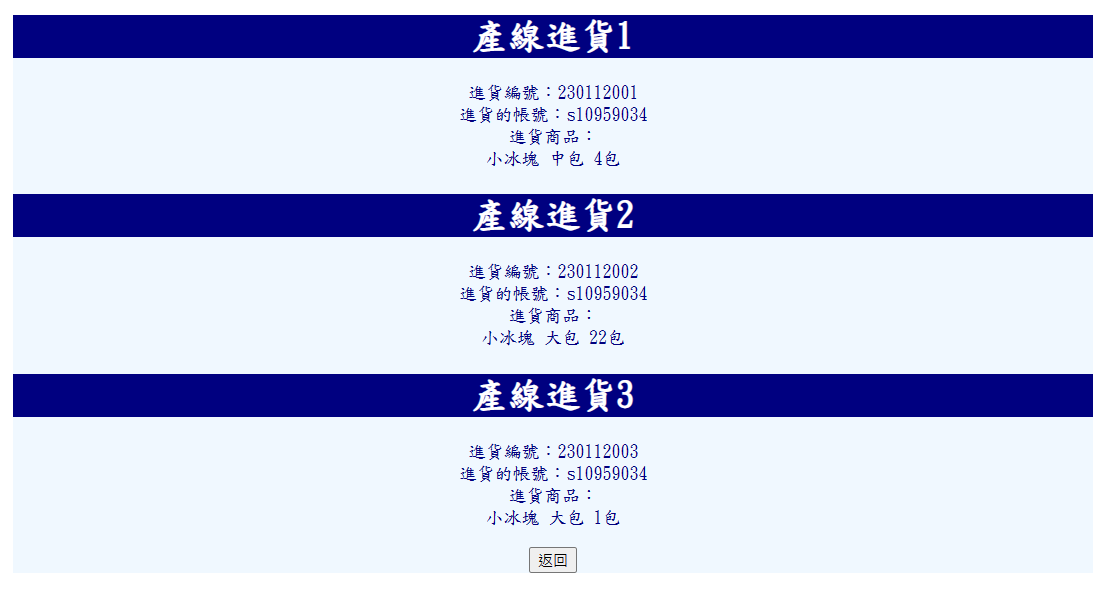 產線進貨1
進貨編號：230112001
進貨的帳號：s10959034
進貨商品：
小冰塊 中包 4包
產線進貨2
進貨編號：230112002
進貨的帳號：s10959034
進貨商品：
小冰塊 大包 22包
產線進貨3
進貨編號：230112003
進貨的帳號：s10959034
進貨商品：
小冰塊 大包 1包
返回